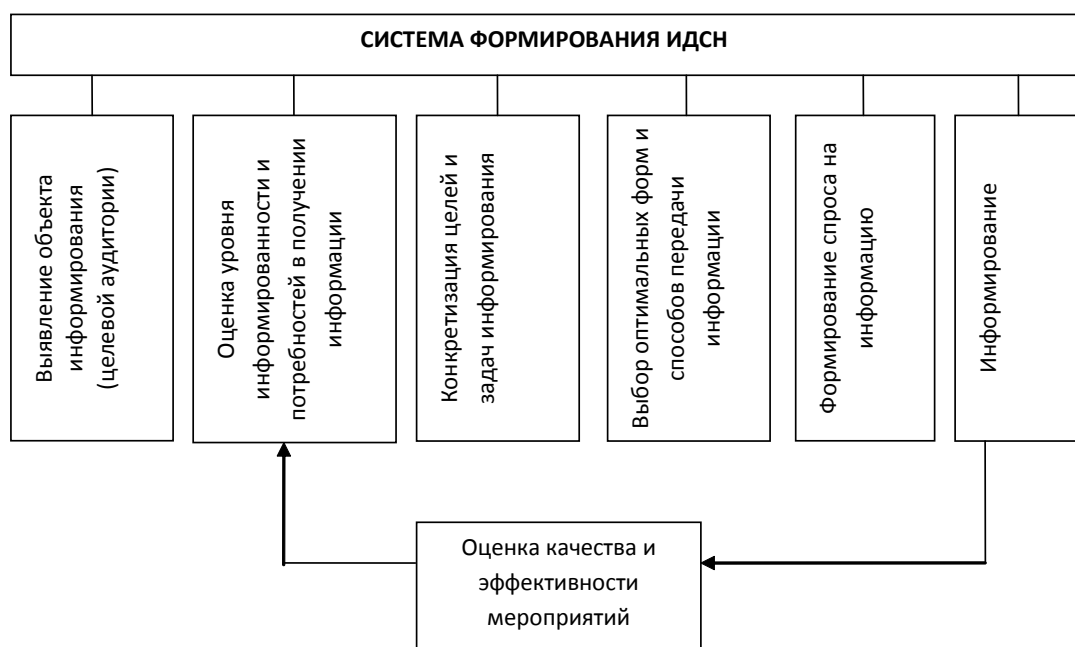 СИСТЕМА ФОРМИРОВАНИЯ ИДСН
Выявление объекта
информирования
(целевой аудитории)
Оценка уровня
информированности и
потребностей в получении
информации
Конкретизация целей и
задач информирования
Выбор оптимальных форм и
способов передачи
информации
Формирование спроса на
информацию
Информирование
Оценка качества и
эффективности
мероприятий